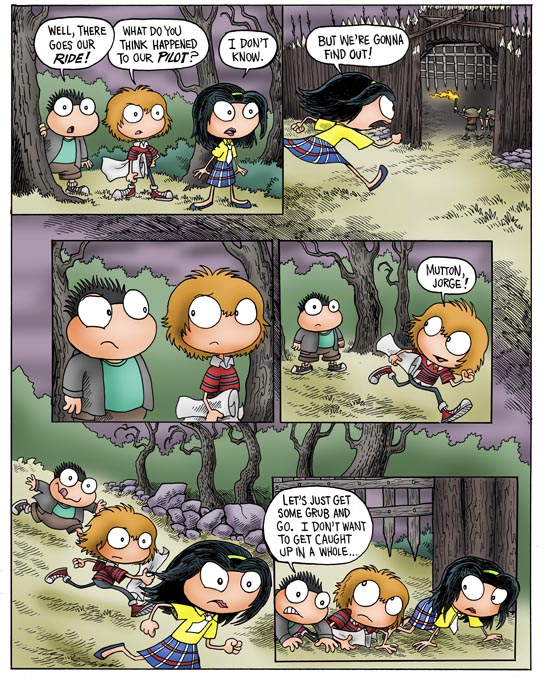 WELL, THERE
GOES OUR
RIDE!
WHAT DO YOU
THINK HAPPENED
TO OUR PILOT?
I DON'T
KNOW.
BUT WE'RE GONNA
FIND OUT!
MUTTON,
JORGE!
LET'S JUST GET
SOME GRUB AND
GO. I DON'T WANT
TO GET CAUGHT
UP IN A WHOLE...